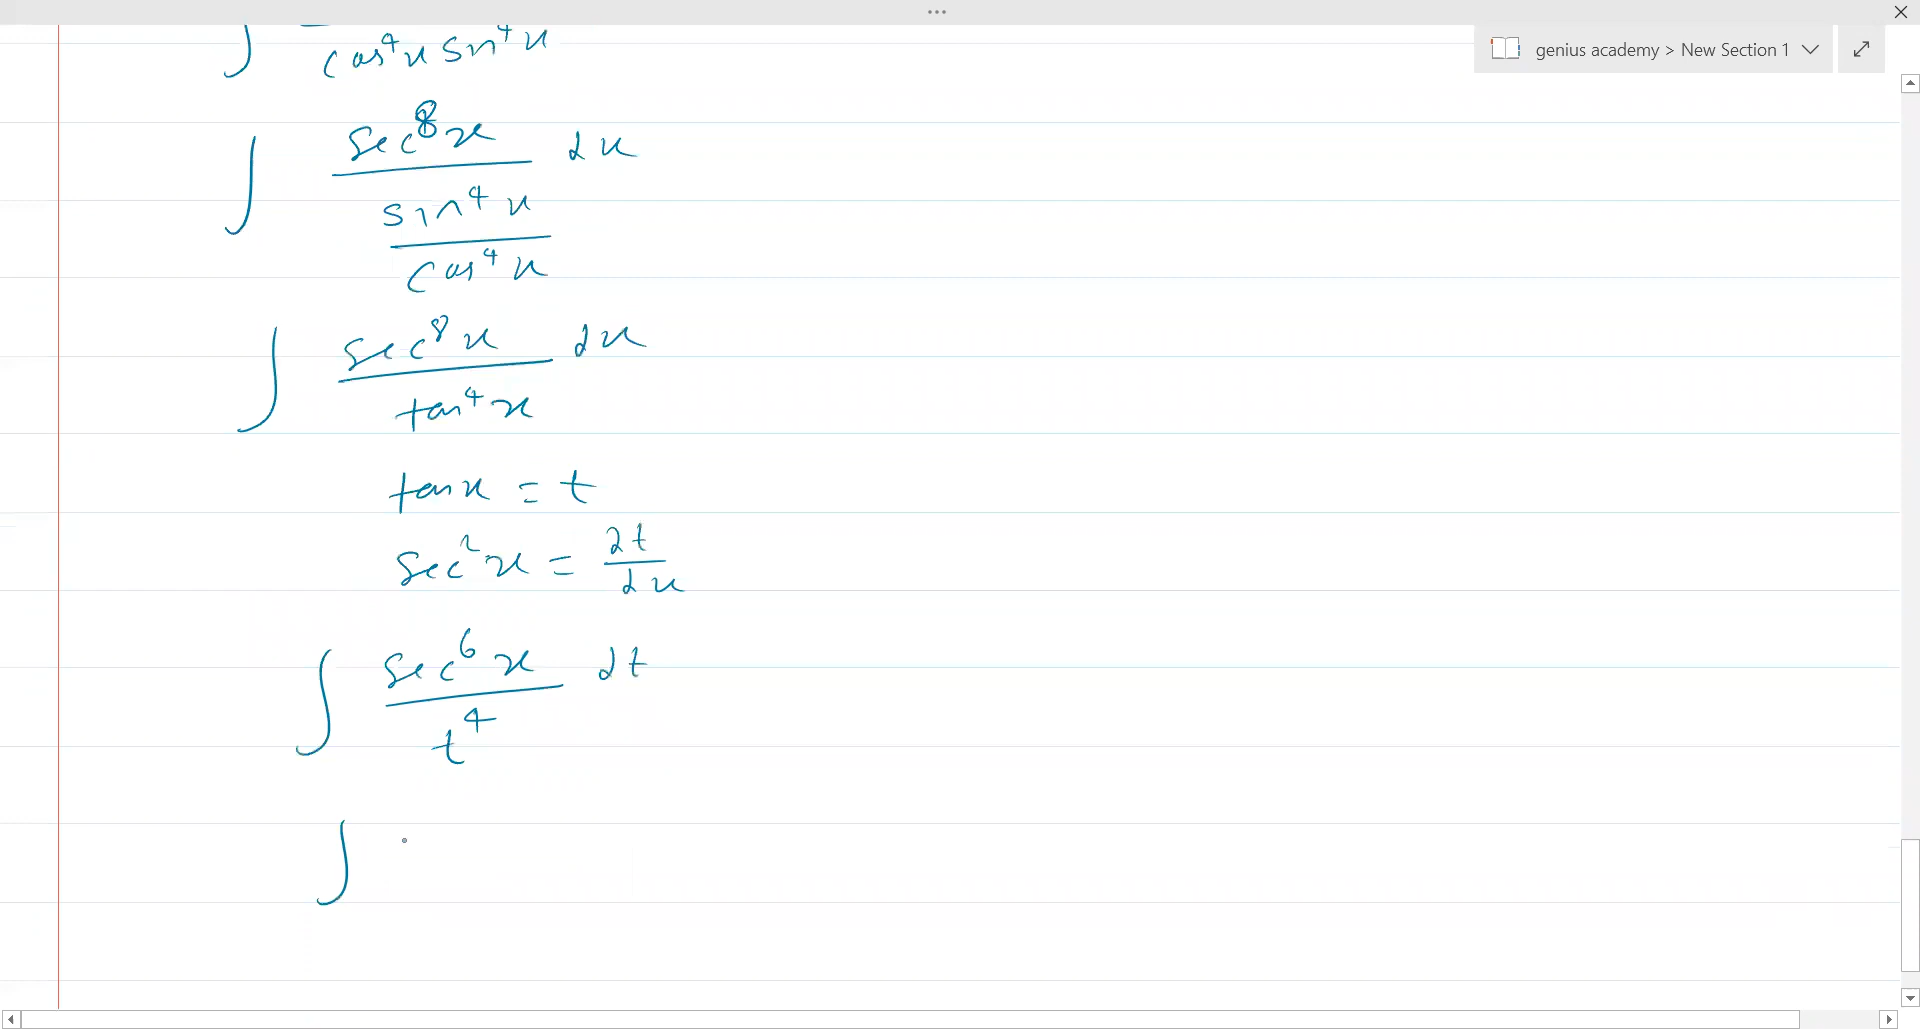 genius academy > New Section 1
∫ cos⁴x sin⁴x
∫ sec⁸x dx
sin⁴x
cos⁴x
∫ sec⁸x dx
tan⁴x
tanx = t
sec²x = dt
dx
∫ sec⁶x dt
t⁴
∫